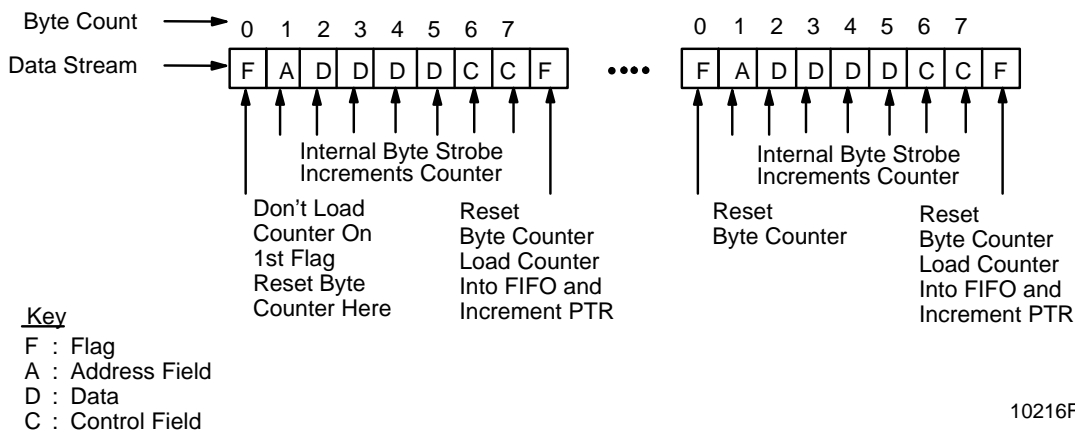 Byte Count 0 1 2 3 4 5 6 7 0 1 2 3 4 5 6 7
Data Stream F A D D D D C C F •••• F A D D D D C C F
Internal Byte Strobe
Increments Counter
Internal Byte Strobe
Increments Counter
Don't Load
Counter On
1st Flag
Reset Byte
Counter Here
Reset
Byte Counter
Load Counter
Into FIFO and
Increment PTR
Reset
Byte Counter
Reset
Byte Counter
Load Counter
Into FIFO and
Increment PTR
Key
F : Flag
A : Address Field
D : Data
C : Control Field
10216F